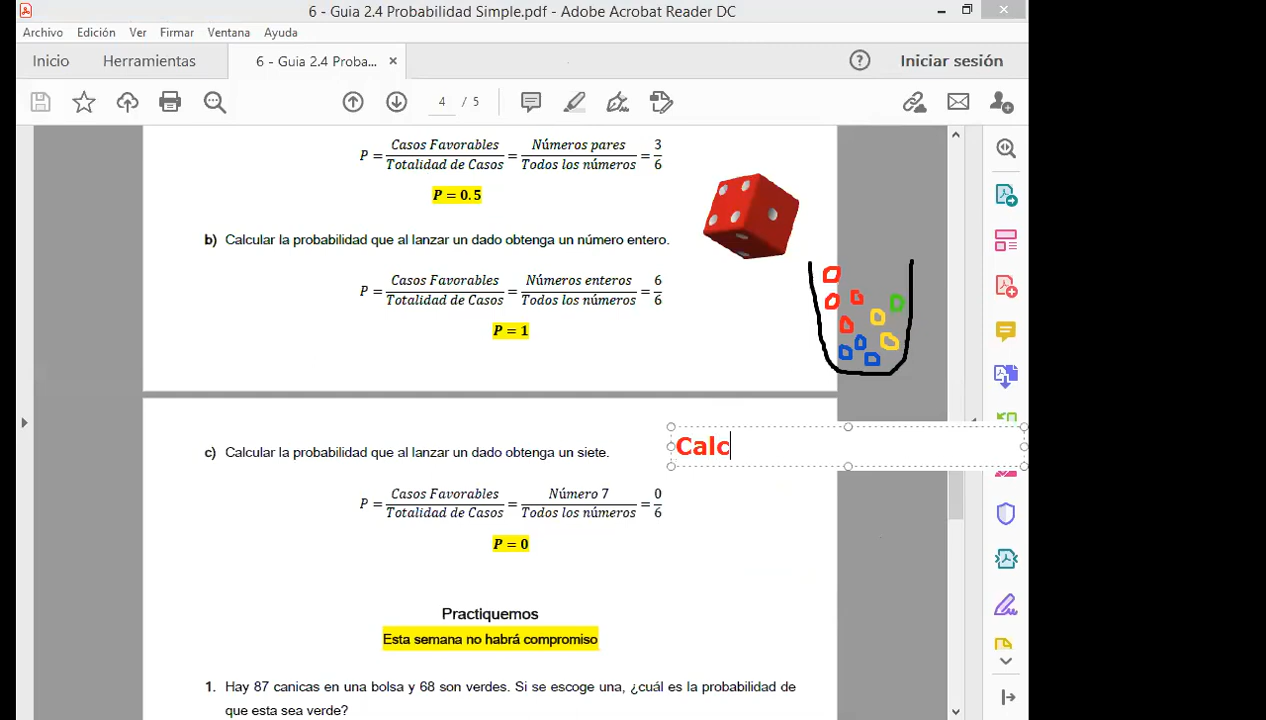 6 - Guia 2.4 Probabilidad Simple.pdf - Adobe Acrobat Reader DC
Archivo Edición Ver Firmar Ventana Ayuda
Inicio Herramientas 6 - Guia 2.4 Proba... × Iniciar sesión
4 / 5
P = Casos Favorables / Totalidad de Casos = Números pares / Todos los números = 3 / 6
P = 0.5
b) Calcular la probabilidad que al lanzar un dado obtenga un número entero.
P = Casos Favorables / Totalidad de Casos = Números enteros / Todos los números = 6 / 6
P = 1
c) Calcular la probabilidad que al lanzar un dado obtenga un siete.
Calc
P = Casos Favorables / Totalidad de Casos = Número 7 / Todos los números = 0 / 6
P = 0
Practiquemos
Esta semana no habrá compromiso
1. Hay 87 canicas en una bolsa y 68 son verdes. Si se escoge una, ¿cuál es la probabilidad de
que esta sea verde?